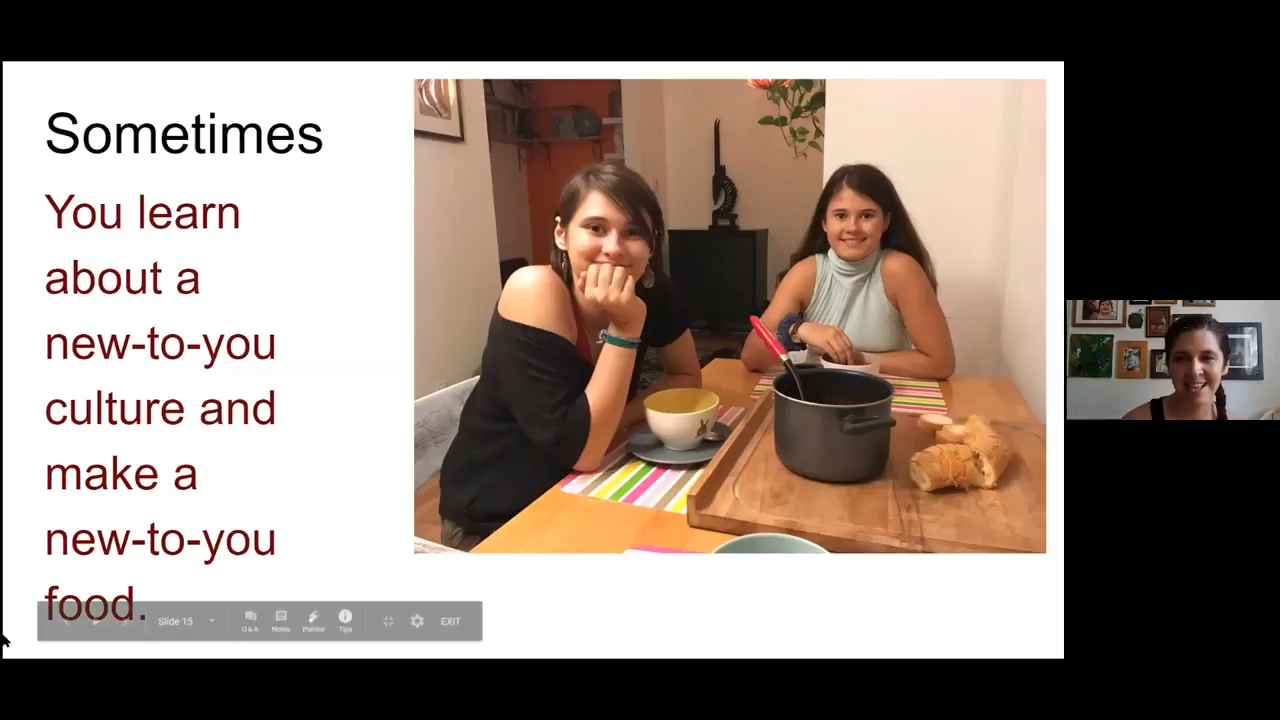 Sometimes
You learn
about a
new-to-you
culture and
make a
new-to-you
food.
Slide 15
Q&A
Notes
Pointer
Tips
EXIT